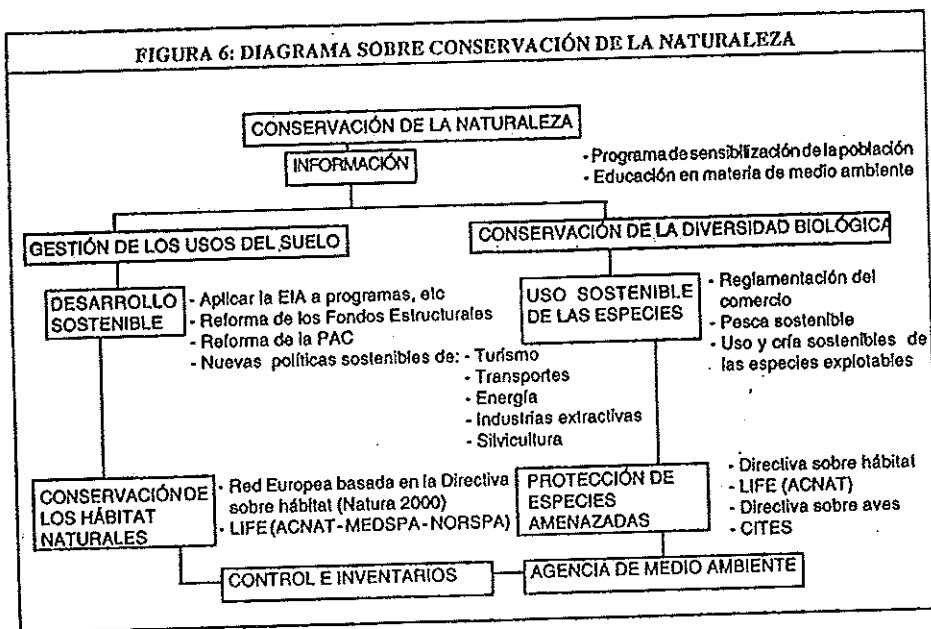 FIGURA 6: DIAGRAMA SOBRE CONSERVACIÓN DE LA NATURALEZA
CONSERVACIÓN DE LA NATURALEZA
INFORMACIÓN
- Programa de sensibilización de la población
- Educación en materia de medio ambiente
GESTIÓN DE LOS USOS DEL SUELO
CONSERVACIÓN DE LA DIVERSIDAD BIOLÓGICA
DESARROLLO
SOSTENIBLE
- Aplicar la EIA a programas, etc
- Reforma de los Fondos Estructurales
- Reforma de la PAC
- Nuevas políticas sostenibles de: - Turismo
- Transportes
- Energía
- Industrias extractivas
- Silvicultura
USO SOSTENIBLE
DE LAS ESPECIES
- Reglamentación del
comercio
- Pesca sostenible
- Uso y cría sostenibles de
las especies explotables
CONSERVACIÓN DE
LOS HÁBITAT
NATURALES
- Red Europea basada en la Directiva
sobre hábitat (Natura 2000)
- LIFE (ACNAT-MEDSPA-NORSPA)
PROTECCIÓN DE
ESPECIES
AMENAZADAS
- Directiva sobre hábitat
- LIFE (ACNAT)
- Directiva sobre aves
- CITES
CONTROL E INVENTARIOS
AGENCIA DE MEDIO AMBIENTE